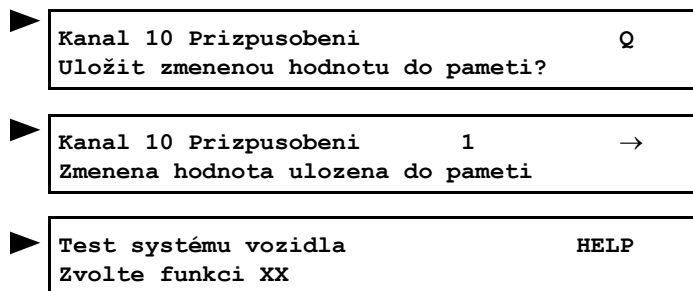 Kanal 10 Prizpusobeni Q
Uložit zmenenou hodnotu do pameti?
Kanal 10 Prizpusobeni 1 →
Zmenena hodnota ulozena do pameti
Test systému vozidla HELP
Zvolte funkci XX